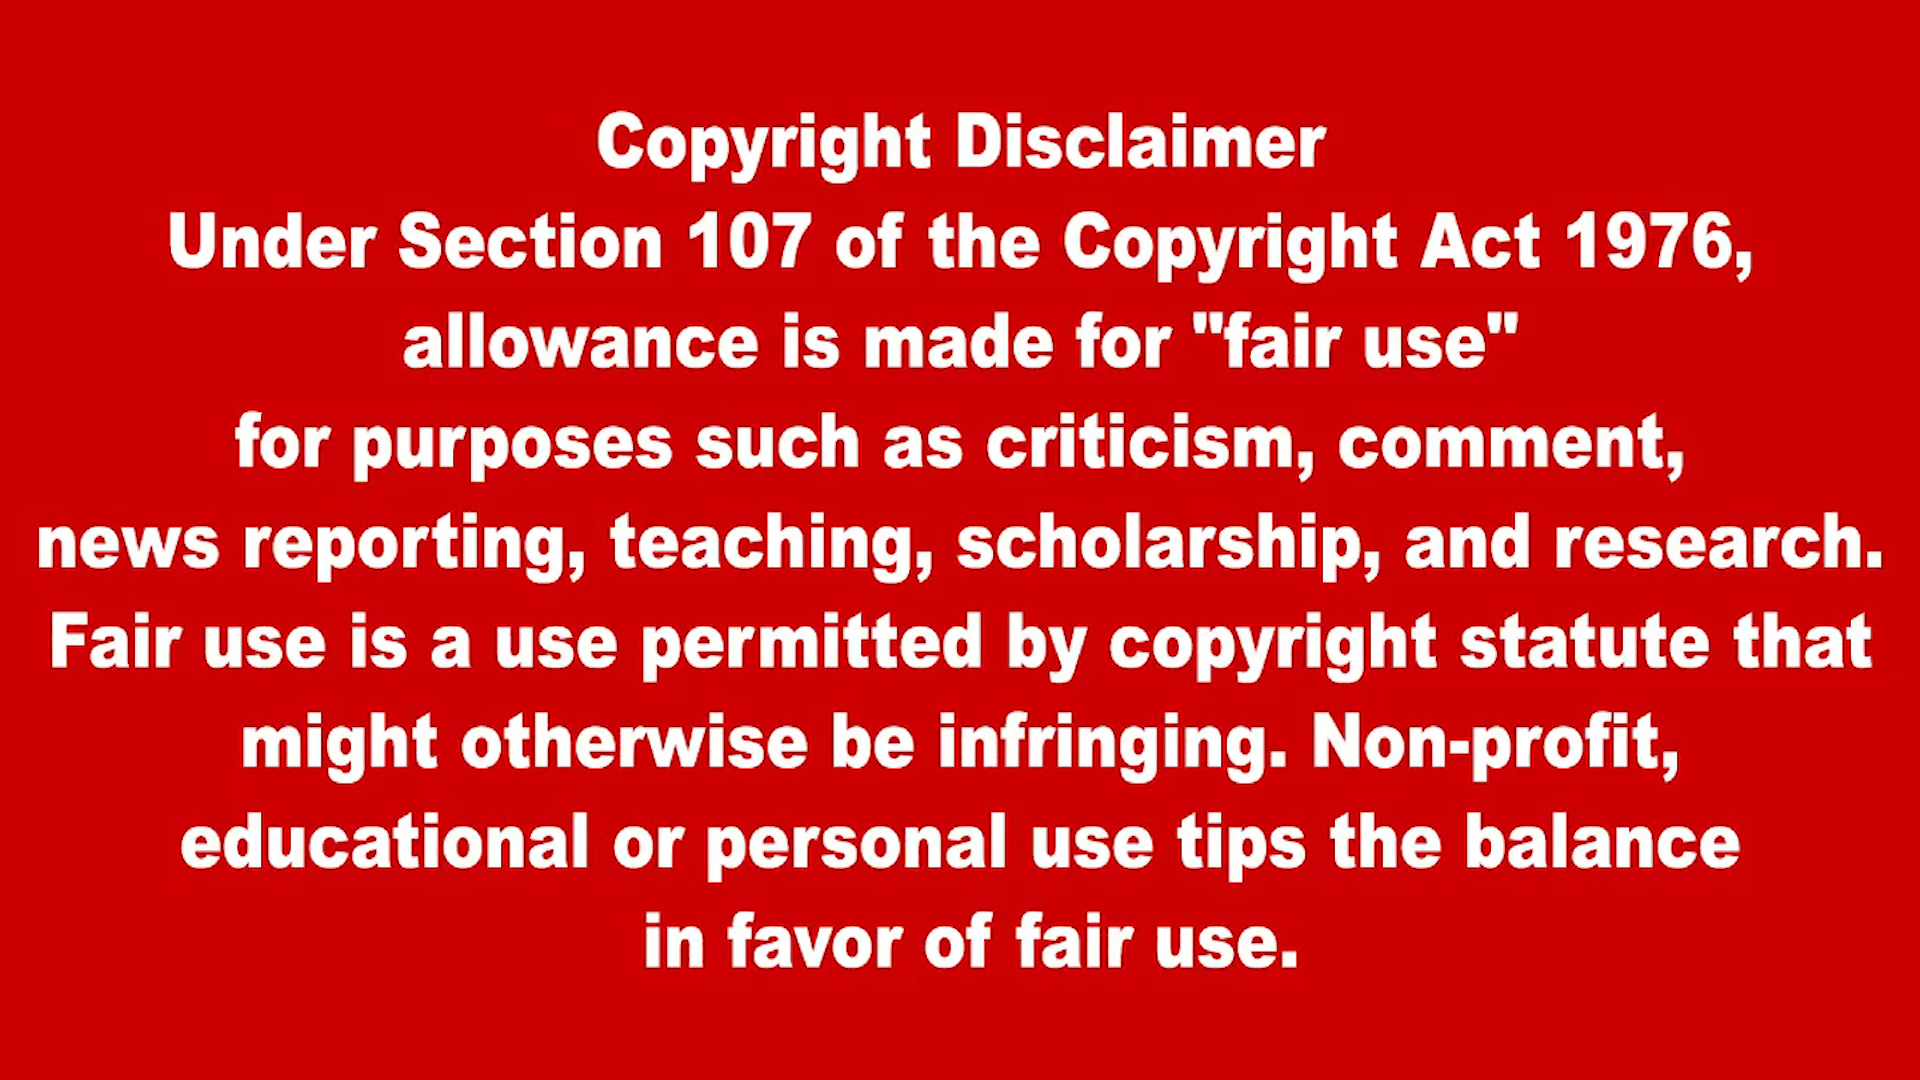 Copyright Disclaimer
Under Section 107 of the Copyright Act 1976,
allowance is made for "fair use"
for purposes such as criticism, comment,
news reporting, teaching, scholarship, and research.
Fair use is a use permitted by copyright statute that
might otherwise be infringing. Non-profit,
educational or personal use tips the balance
in favor of fair use.